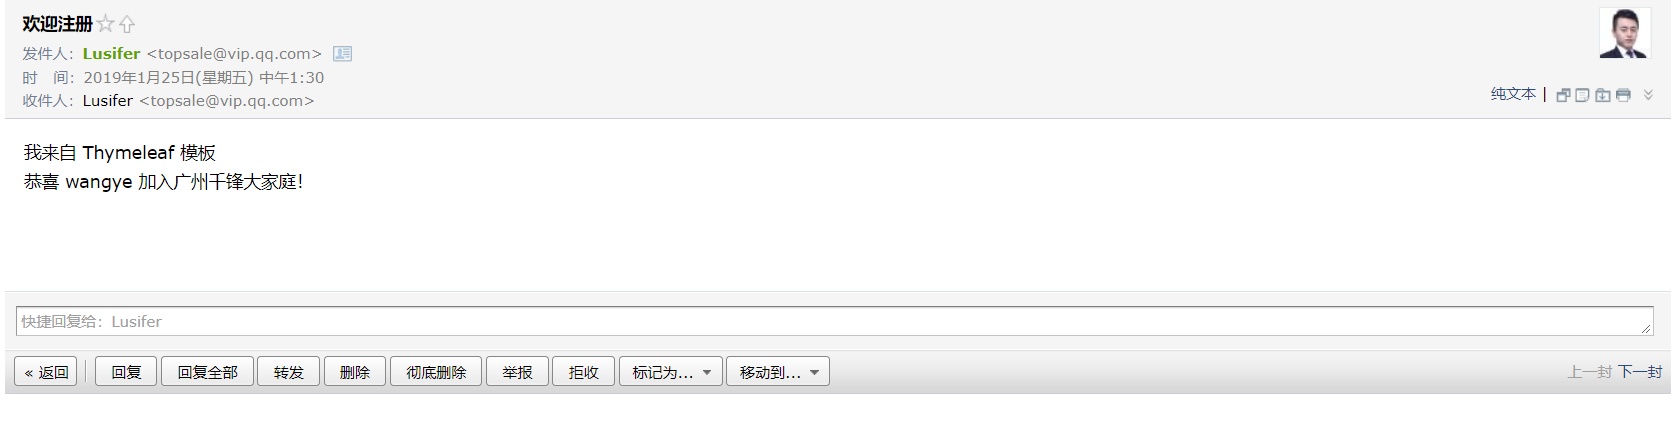 欢迎注册
发件人：Lusifer <topsale@vip.qq.com>
时　间：2019年1月25日(星期五) 中午1:30
收件人：Lusifer <topsale@vip.qq.com>
纯文本 |
我来自 Thymeleaf 模板
恭喜 wangye 加入广州千锋大家庭！
快捷回复给：Lusifer
« 返回 回复 回复全部 转发 删除 彻底删除 举报 拒收 标记为... 移动到... 上一封 下一封